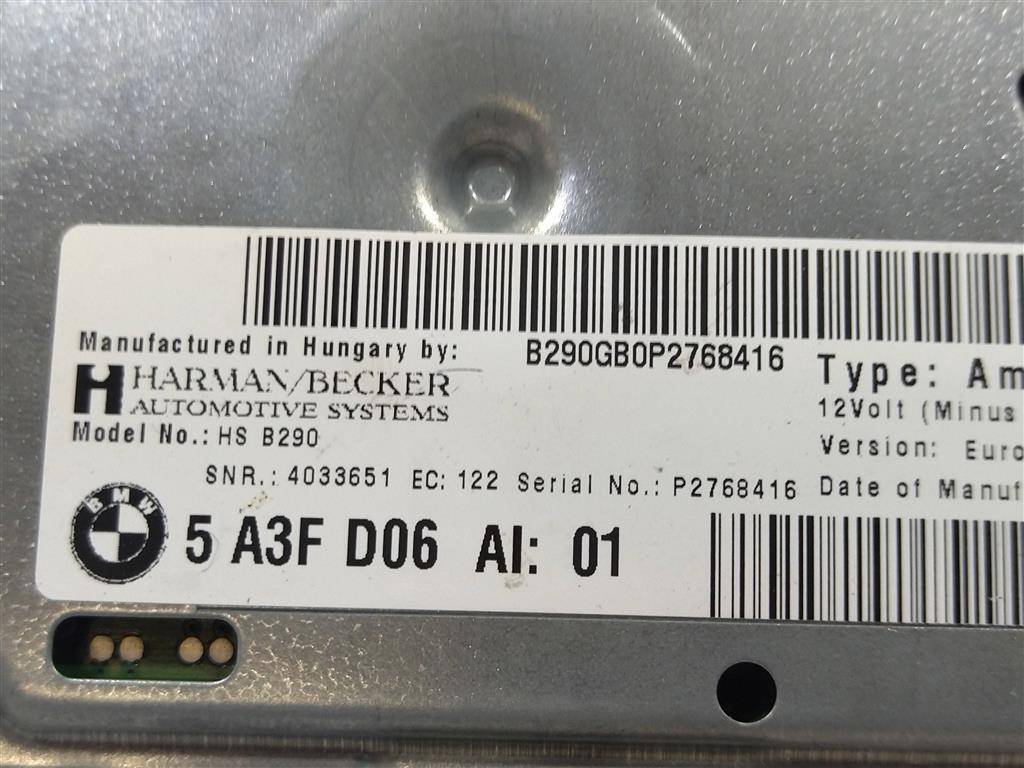 Manufactured in Hungary by:
B290GB0P2768416
HARMAN/BECKER
AUTOMOTIVE SYSTEMS
Model No.: HS B290
Type: Am
12Volt (Minus
Version: Euro
SNR.: 4033651 EC: 122 Serial No.: P2768416
Date of Manuf
BMW
5 A3F D06 AI: 01